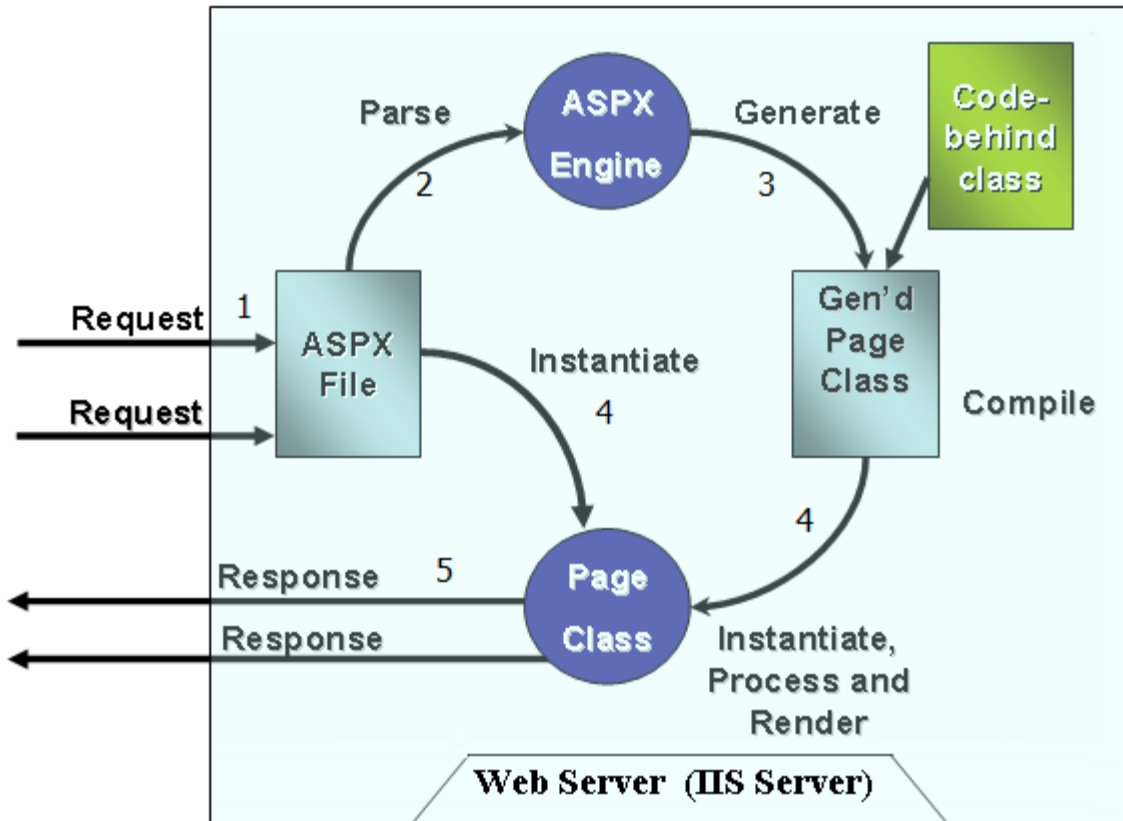 Parse
ASPX
Engine
Generate
Code-
behind
class
2
3
1
Request
ASPX
File
Instantiate
4
Gen'd
Page
Class
Compile
Request
4
Response
5
Page
Class
Response
Instantiate,
Process and
Render
Web Server (IIS Server)